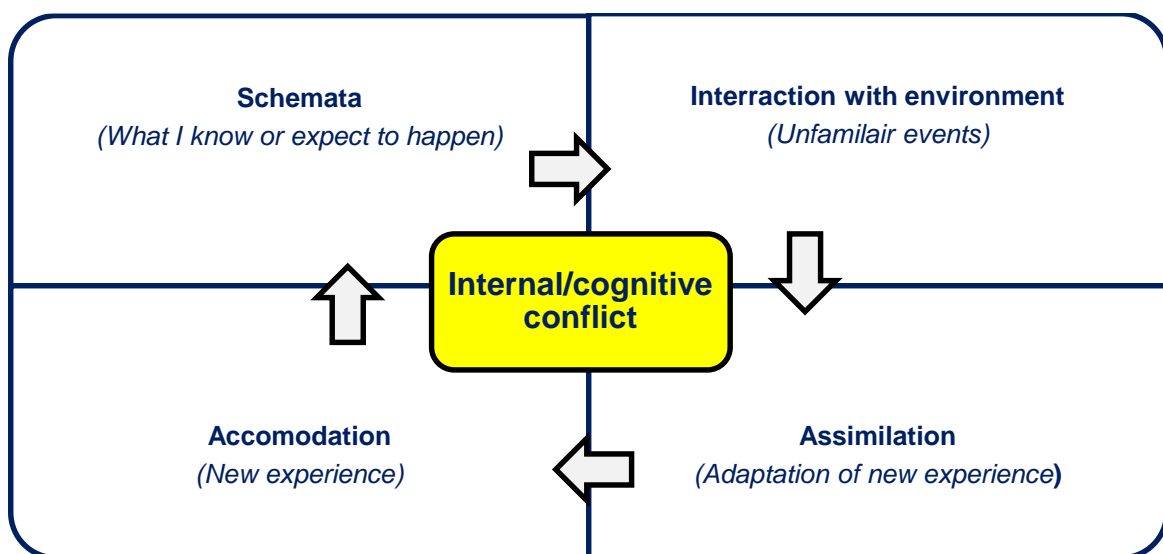 Schemata
(What I know or expect to happen)
Interraction with environment
(Unfamilair events)
Internal/cognitive
conflict
Accomodation
(New experience)
Assimilation
(Adaptation of new experience)